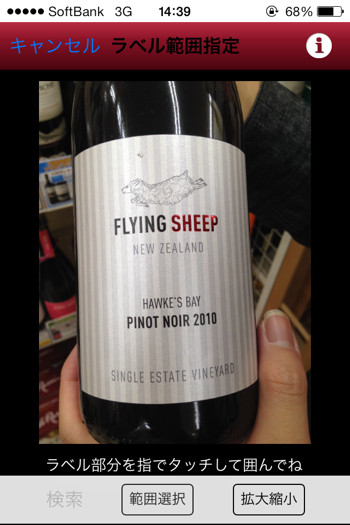 SoftBank 3G 14:39 68%
キャンセル ラベル範囲指定
FLYING SHEEP
NEW ZEALAND
HAWKE'S BAY
PINOT NOIR 2010
SINGLE ESTATE VINEYARD
ラベル部分を指でタッチして囲んでね
検索 範囲選択 拡大縮小